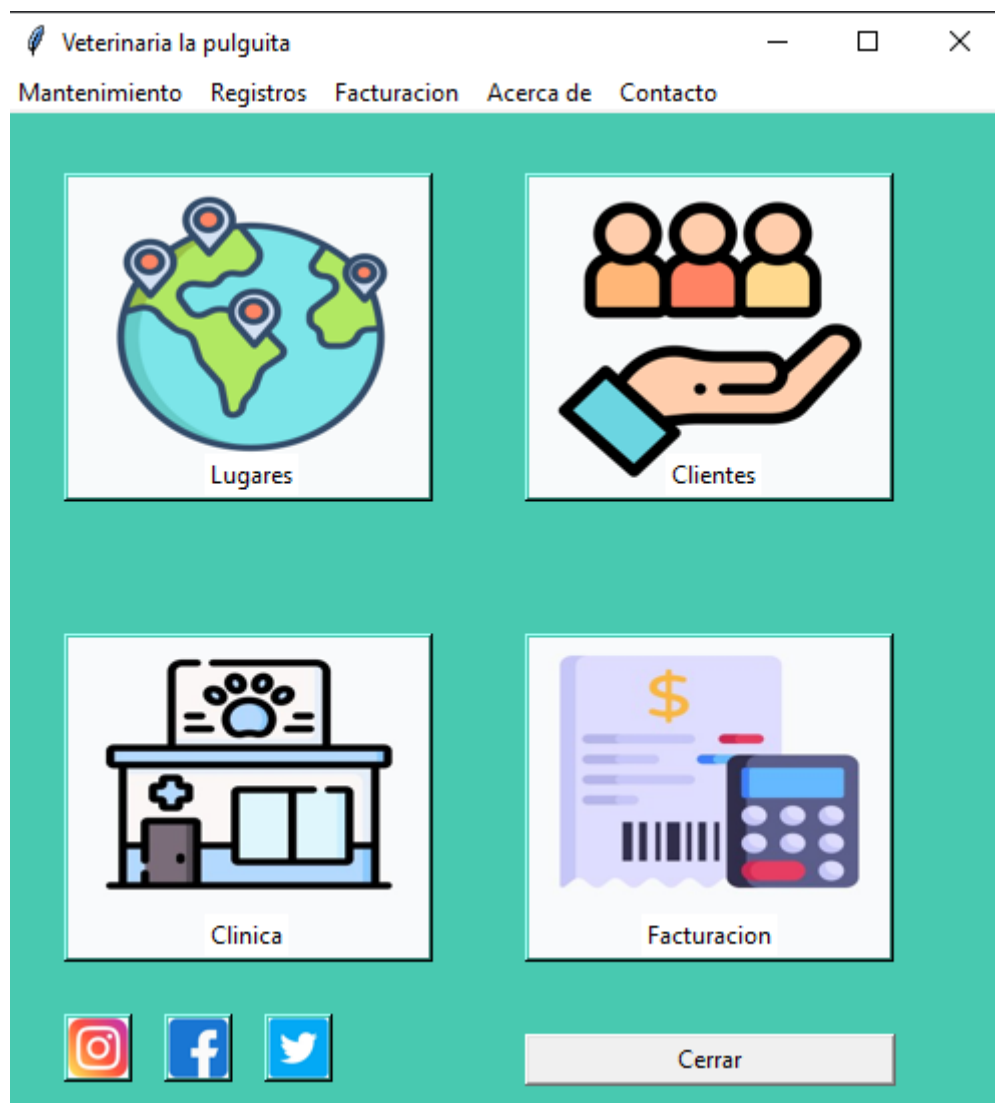 Veterinaria la pulguita
Mantenimiento Registros Facturacion Acerca de Contacto
Lugares
Clientes
$
Clinica
Facturacion
Cerrar